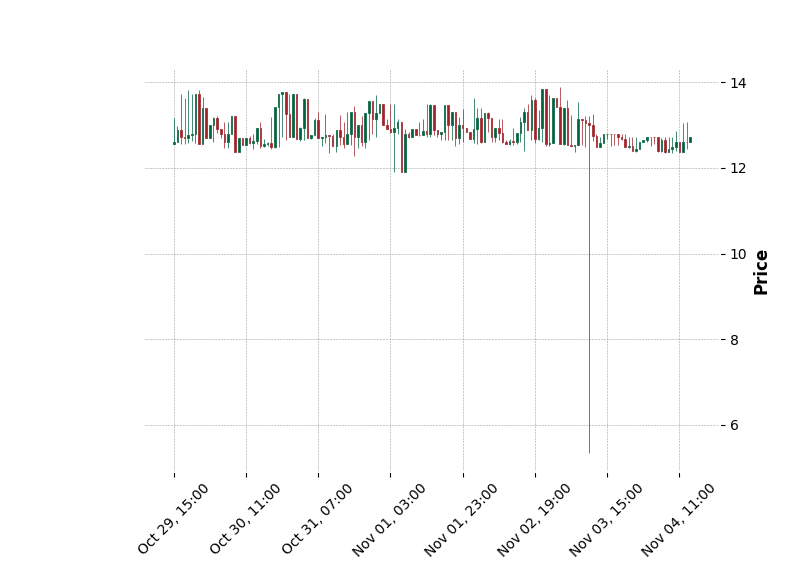 14
12
10
8
6
Price
Oct 29, 15:00
Oct 30, 11:00
Oct 31, 07:00
Nov 01, 03:00
Nov 01, 23:00
Nov 02, 19:00
Nov 03, 15:00
Nov 04, 11:00